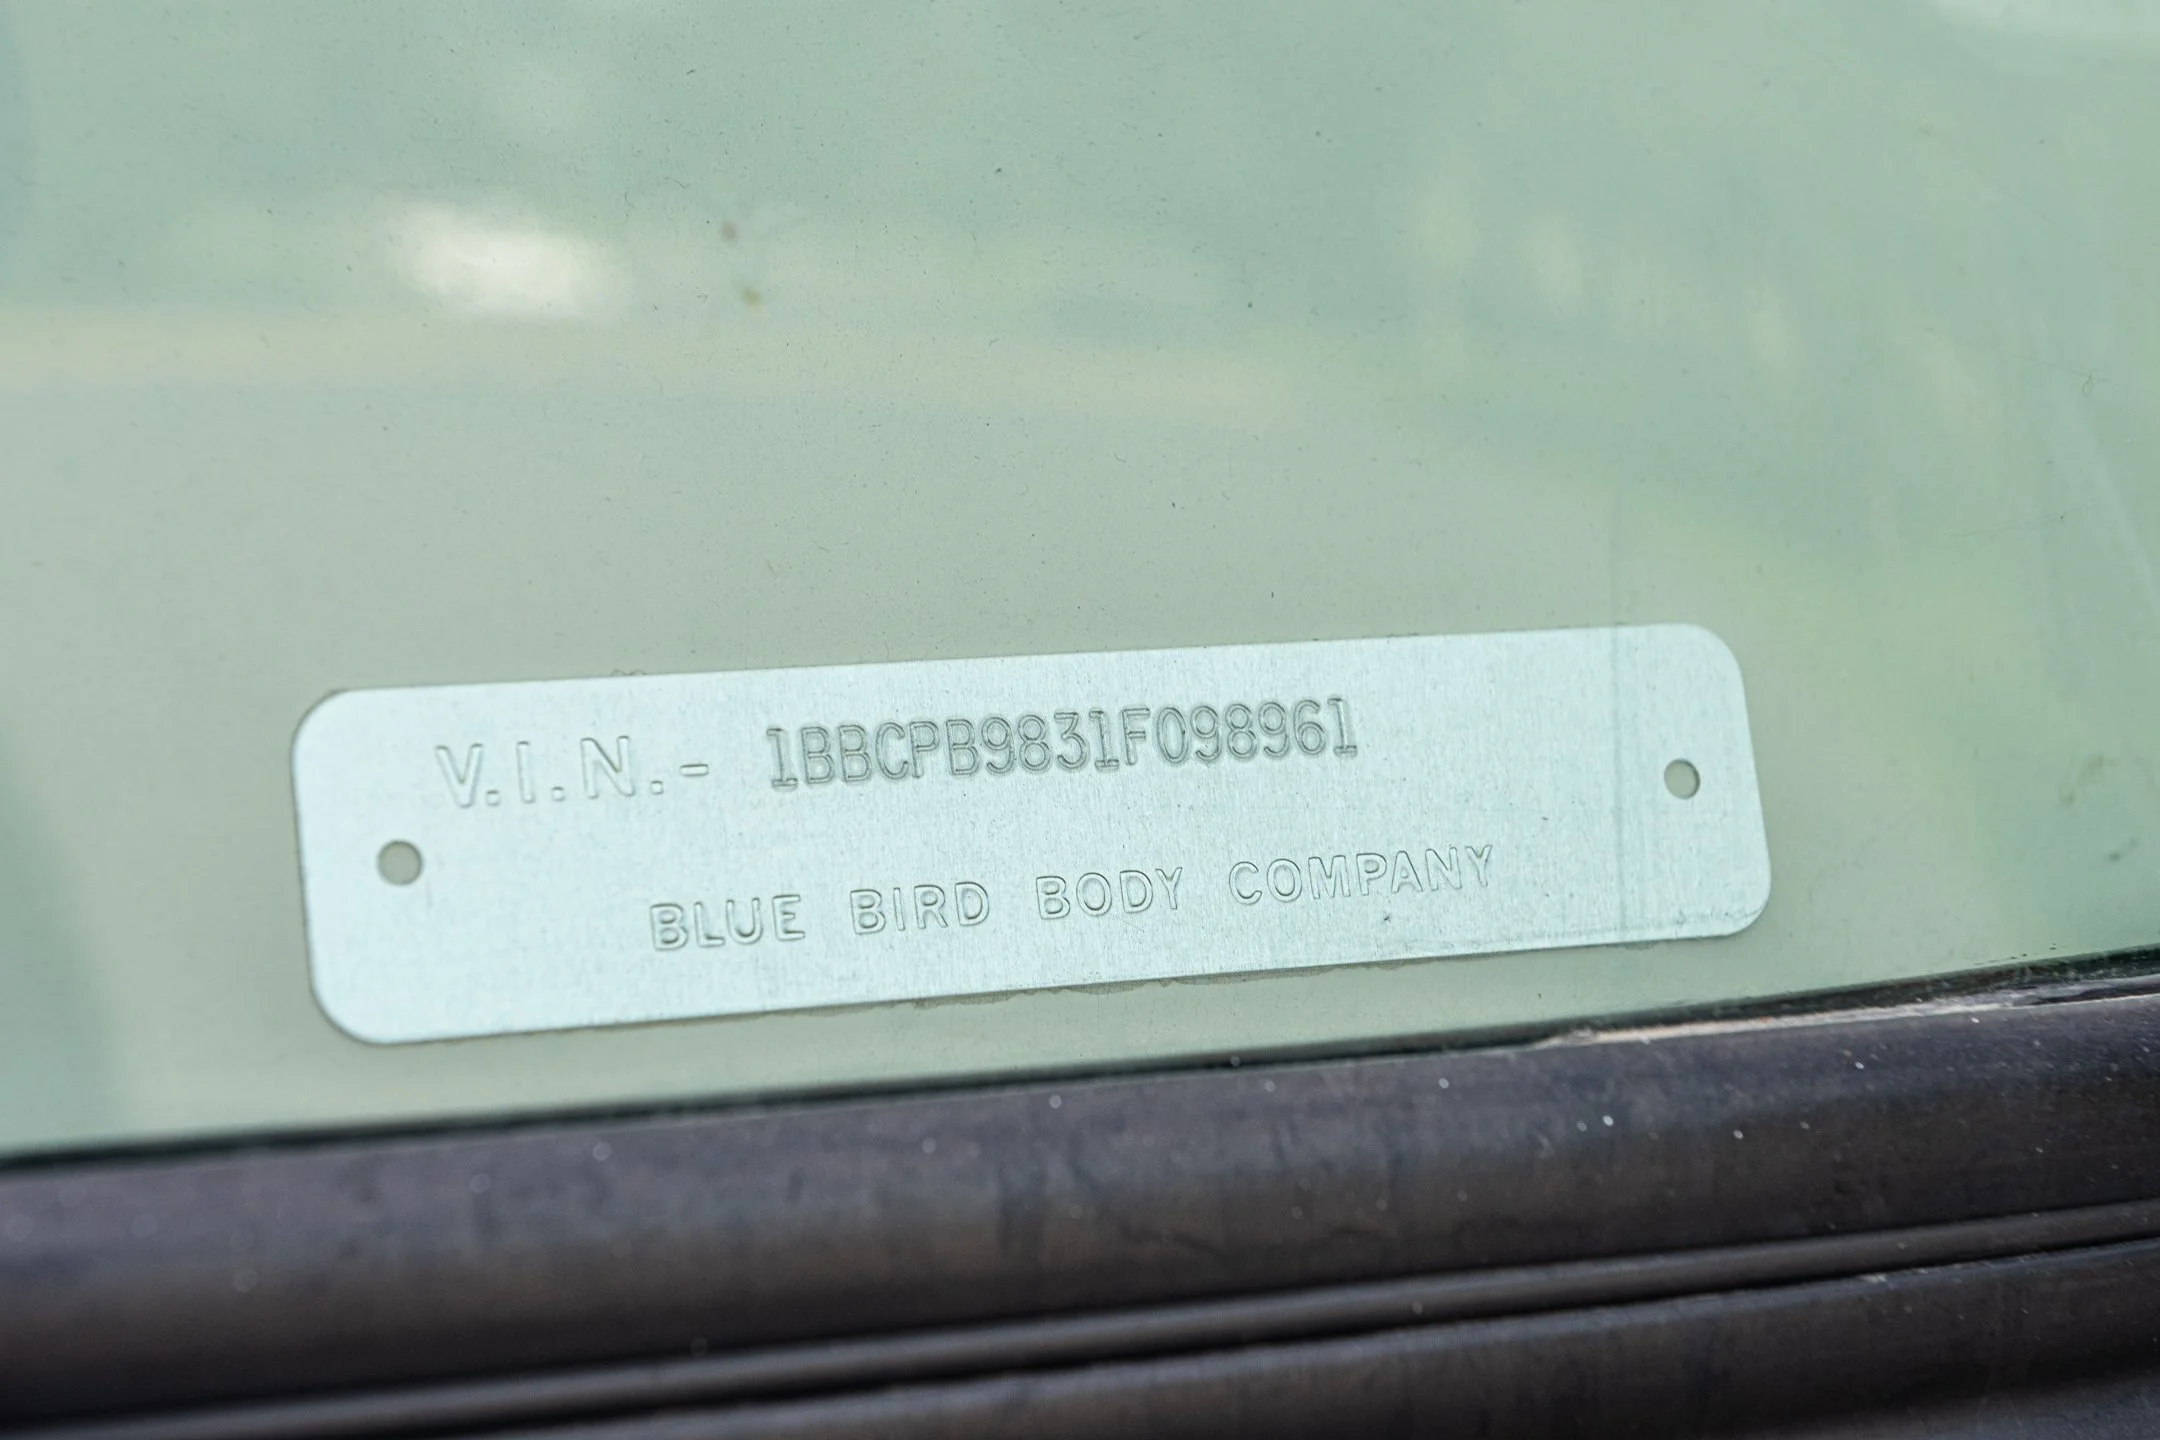 V.I.N.- 1BBCPB9831F098961
BLUE BIRD BODY COMPANY